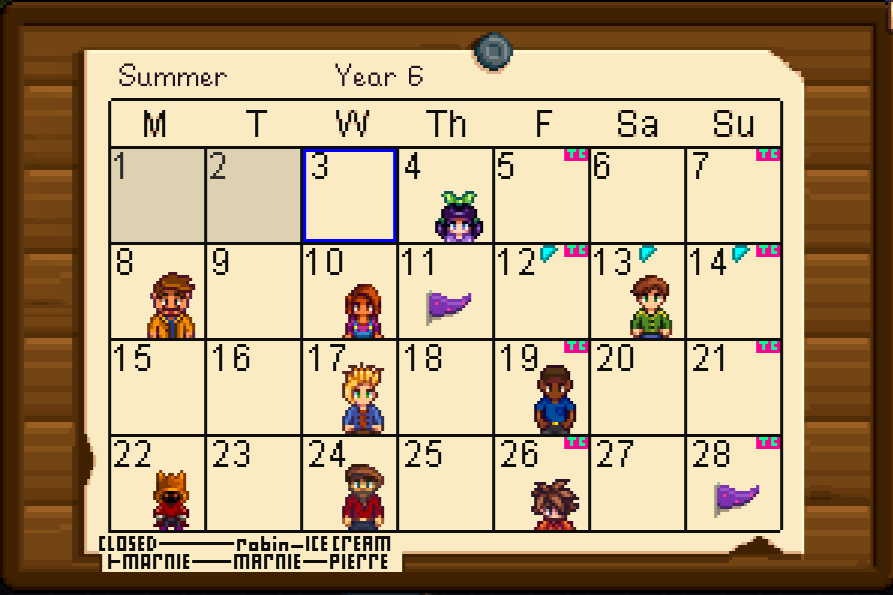 Summer Year 6
M T W Th F Sa Su
1 2 3 4 5 TC 6 7 TC
8 9 10 11 12 TC 13 14 TC
15 16 17 18 19 TC 20 21 TC
22 23 24 25 26 TC 27 28 TC
CLOSED———robin—ICE CREAM
⊦MARNIE——MARNIE—PIERRE